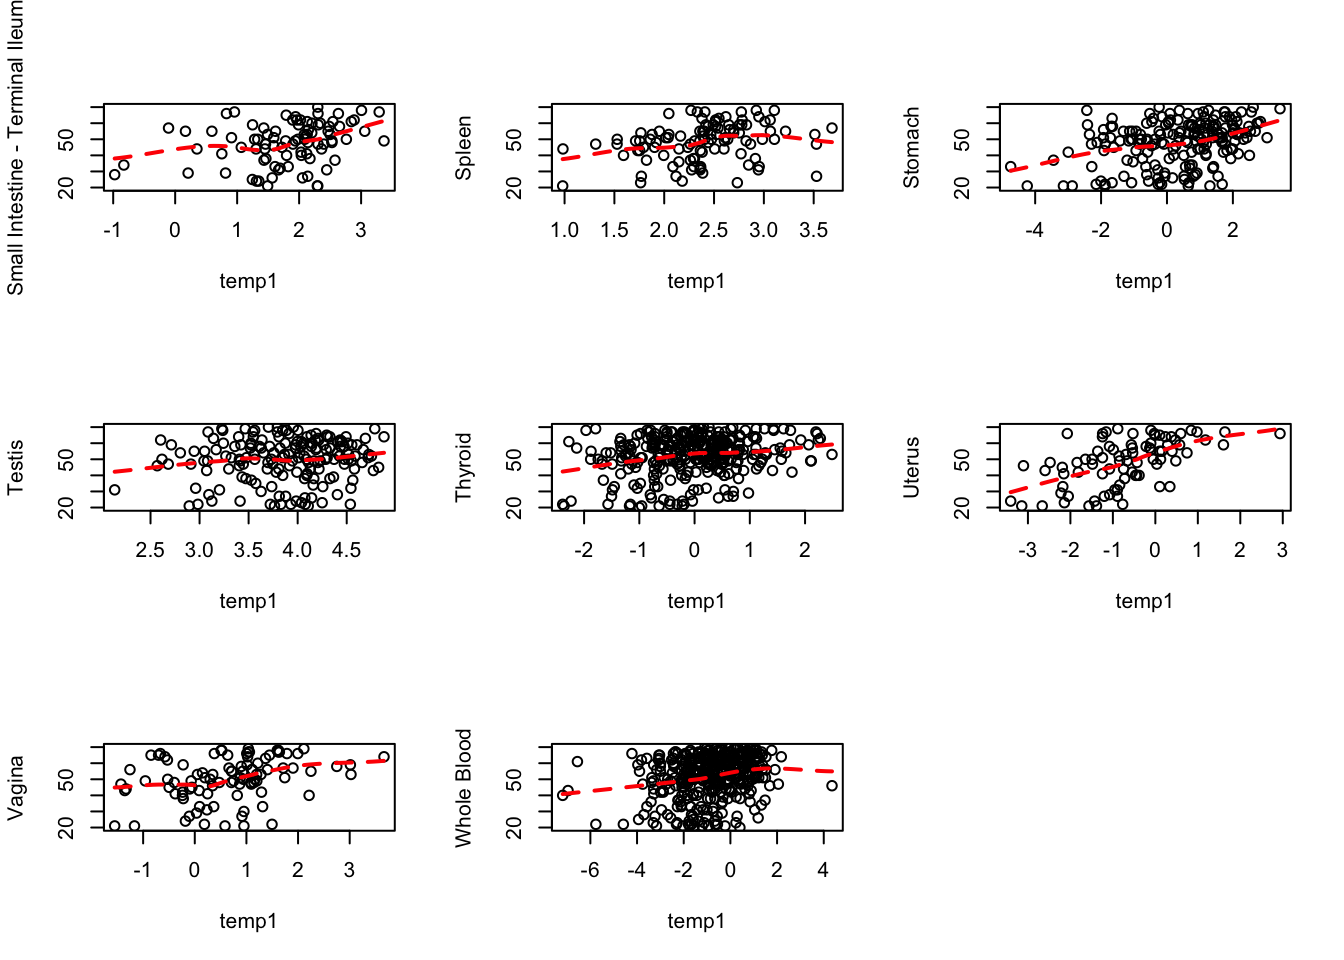 Small Intestine - Terminal Ileum
50
20
-1 0 1 2 3
temp1
Spleen
50
20
1.0 1.5 2.0 2.5 3.0 3.5
temp1
Stomach
50
20
-4 -2 0 2
temp1
Testis
50
20
2.5 3.0 3.5 4.0 4.5
temp1
Thyroid
50
20
-2 -1 0 1 2
temp1
Uterus
50
20
-3 -2 -1 0 1 2 3
temp1
Vagina
50
20
-1 0 1 2 3
temp1
Whole Blood
50
20
-6 -4 -2 0 2 4
temp1